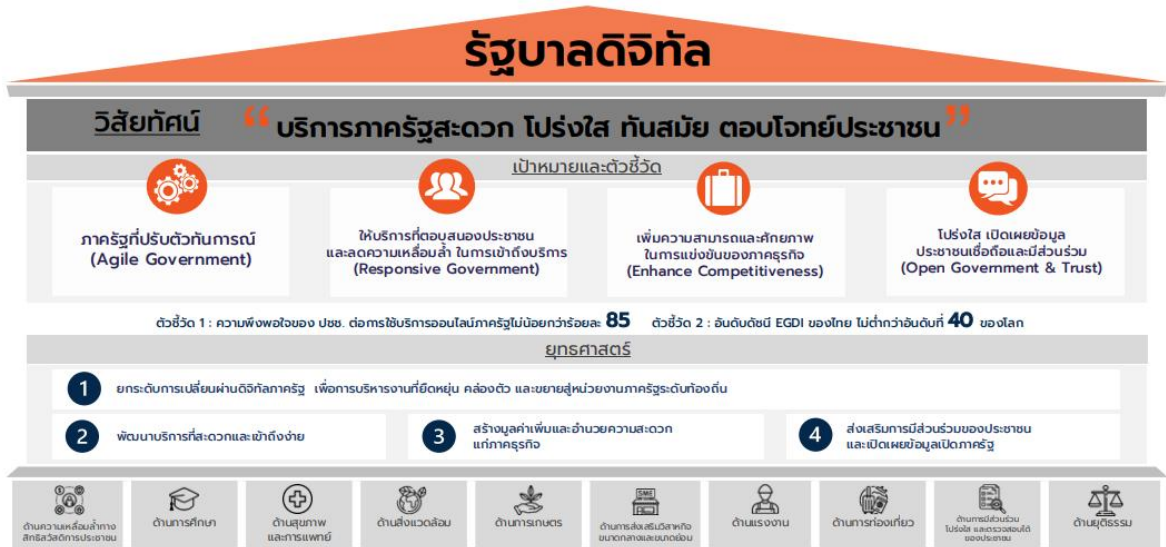 รัฐบาลดิจิทัล
วิสัยทัศน์ “ บริการภาครัฐสะดวก โปร่งใส ทันสมัย ตอบโจทย์ประชาชน ”
เป้าหมายและตัวชี้วัด
ภาครัฐที่ปรับตัวทันการณ์
(Agile Government)
ให้บริการที่ตอบสนองประชาชน
และลดความเหลื่อมล้ำ ในการเข้าถึงบริการ
(Responsive Government)
เพิ่มความสามารถและศักยภาพ
ในการแข่งขันของภาคธุรกิจ
(Enhance Competitiveness)
โปร่งใส เปิดเผยข้อมูล
ประชาชนเชื่อถือและมีส่วนร่วม
(Open Government & Trust)
ตัวชี้วัด 1 : ความพึงพอใจของ ปชช. ต่อการใช้บริการออนไลน์ภาครัฐไม่น้อยกว่าร้อยละ 85 ตัวชี้วัด 2 : อันดับดัชนี EGDI ของไทย ไม่ต่ำกว่าอันดับที่ 40 ของโลก
ยุทธศาสตร์
1 ยกระดับการเปลี่ยนผ่านดิจิทัลภาครัฐ เพื่อการบริหารงานที่ยืดหยุ่น คล่องตัว และขยายสู่หน่วยงานภาครัฐระดับท้องถิ่น
2 พัฒนาบริการที่สะดวกและเข้าถึงง่าย
3 สร้างมูลค่าเพิ่มและอำนวยความสะดวก
แก่ภาคธุรกิจ
4 ส่งเสริมการมีส่วนร่วมของประชาชน
และเปิดเผยข้อมูลเปิดภาครัฐ
ด้านความเหลื่อมล้ำทาง
สิทธิสวัสดิการประชาชน
ด้านการศึกษา
ด้านสุขภาพ
และการแพทย์
ด้านสิ่งแวดล้อม
ด้านการเกษตร
SME
ด้านการส่งเสริมวิสาหกิจ
ขนาดกลางและขนาดย่อม
ด้านแรงงาน
ด้านการท่องเที่ยว
ด้านการมีส่วนร่วม
โปร่งใส และตรวจสอบได้
ของประชาชน
ด้านยุติธรรม